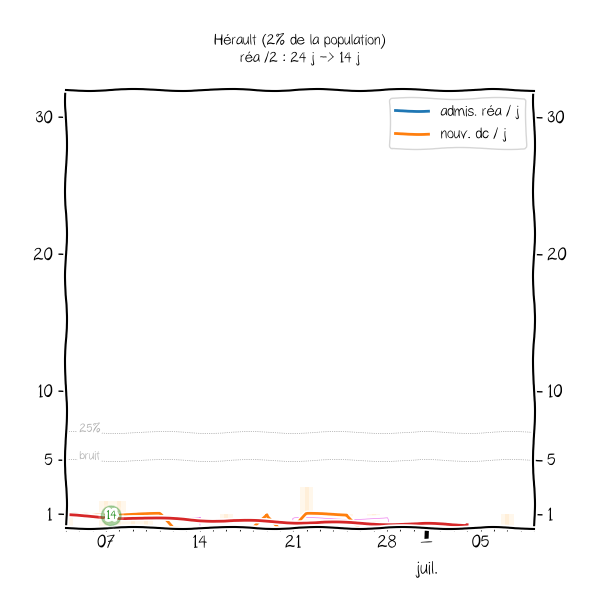 Hérault (2% de la population)
réa /2 : 24 j -> 14 j
admis. réa / j
nouv. dc / j
30 30
20 20
10 10
25%
5 bruit 5
1 14 1
07 14 21 28 1 05
juil.